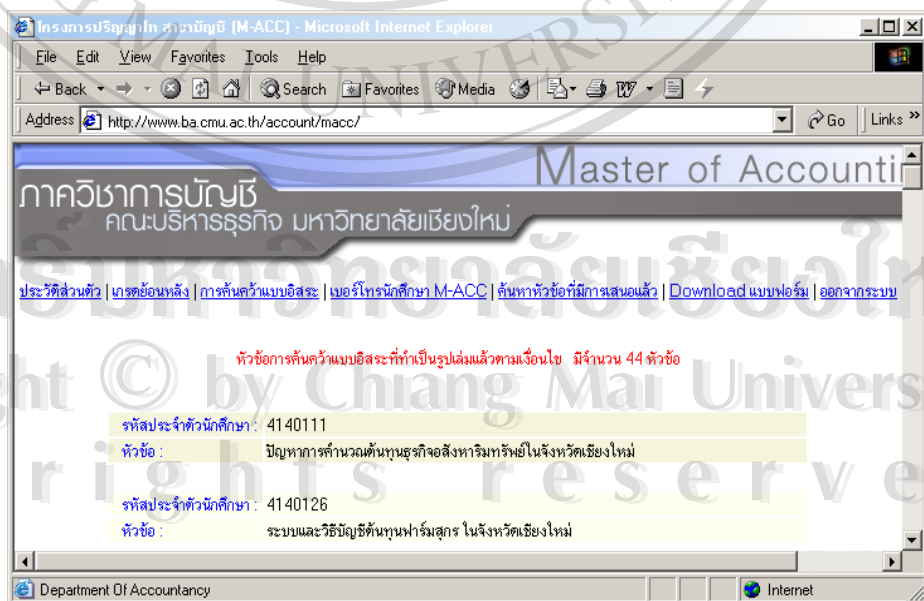 โครงการปริญญาโท สาขาบัญชี (M-ACC) - Microsoft Internet Explorer
File Edit View Favorites Tools Help
Back Search Favorites Media
Address http://www.ba.cmu.ac.th/account/macc/ Go Links »
Master of Accounti
ภาควิชาการบัญชี
คณะบริหารธุรกิจ มหาวิทยาลัยเชียงใหม่
ประวัติส่วนตัว | เกรดย้อนหลัง | การค้นคว้าแบบอิสระ | เบอร์โทรนักศึกษา M-ACC | ค้นหาหัวข้อที่มีการเสนอแล้ว | Download แบบฟอร์ม | ออกจากระบบ
หัวข้อการค้นคว้าแบบอิสระที่ทำเป็นรูปเล่มแล้วตามเงื่อนไข มีจำนวน 44 หัวข้อ
ht © by Chiang Mai Univers
รหัสประจำตัวนักศึกษา : 4140111
หัวข้อ : ปัญหาการคำนวณต้นทุนธุรกิจอสังหาริมทรัพย์ในจังหวัดเชียงใหม่
rights reserve
รหัสประจำตัวนักศึกษา : 4140126
หัวข้อ : ระบบและวิธีบัญชีต้นทุนฟาร์มสุกร ในจังหวัดเชียงใหม่
Department Of Accountancy Internet